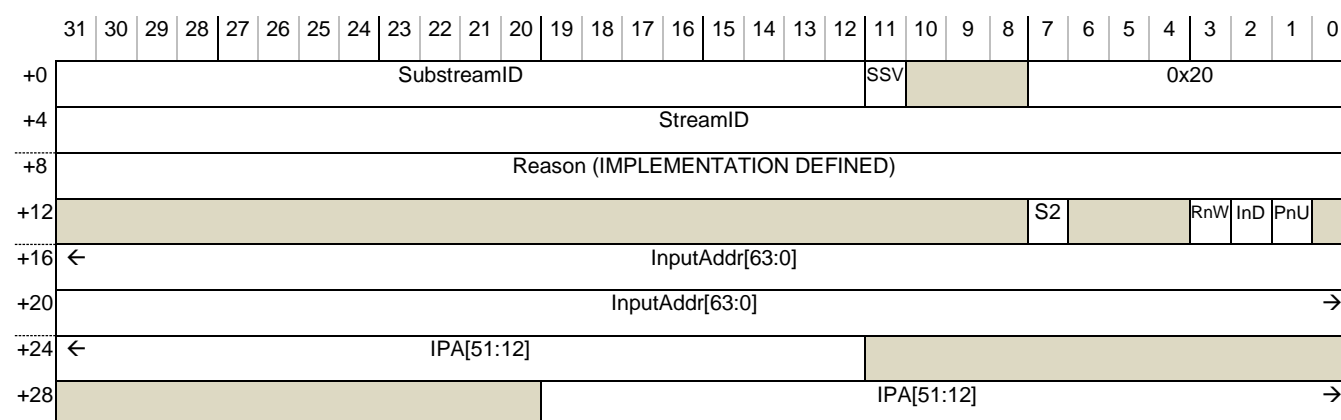 31 30 29 28 27 26 25 24 23 22 21 20 19 18 17 16 15 14 13 12 11 10 9 8 7 6 5 4 3 2 1 0
+0 SubstreamID SSV 0x20
+4 StreamID
+8 Reason (IMPLEMENTATION DEFINED)
+12 S2 RnW InD PnU
+16 ← InputAddr[63:0]
+20 InputAddr[63:0] →
+24 ← IPA[51:12]
+28 IPA[51:12] →